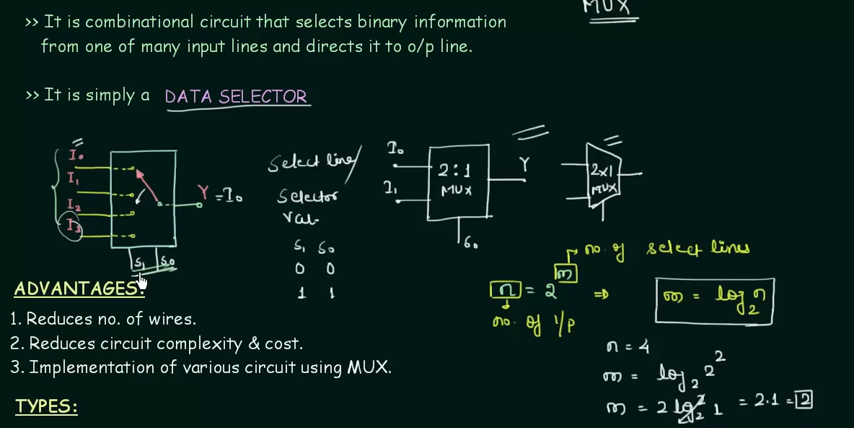 MUX
>> It is combinational circuit that selects binary information
from one of many input lines and directs it to o/p line.
>> It is simply a DATA SELECTOR
I0
I1
I2
I3
S1 S0
Y = I0
Select line/
Selector
Val.
S1 S0
0 0
1 1
I0
I1
2:1
MUX
Y
S0
2x1
MUX
n = 2^m
no. of select lines
no. of i/p
⇒ m = log2 n
n = 4
m = log2 2^2
m = 2 log2 2 1 = 2.1 = 2
ADVANTAGES:
1. Reduces no. of wires.
2. Reduces circuit complexity & cost.
3. Implementation of various circuit using MUX.
TYPES: